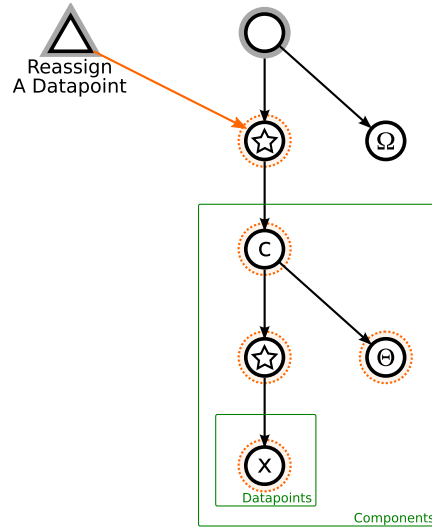 Reassign
A Datapoint
Ω
C
Θ
X
Datapoints
Components